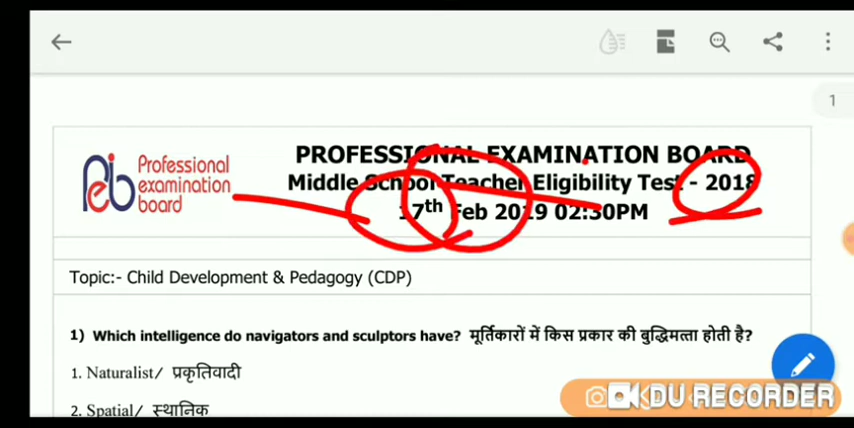 1
Professional
examination
board
PEB
PROFESSIONAL EXAMINATION BOARD
Middle School Teacher Eligibility Test - 2018
17th Feb 2019 02:30PM
Topic:- Child Development & Pedagogy (CDP)
1) Which intelligence do navigators and sculptors have? मूर्तिकारों में किस प्रकार की बुद्धिमत्ता होती है?
1. Naturalist/ प्रकृतिवादी
2. Spatial/ स्थानिक
DU RECORDER